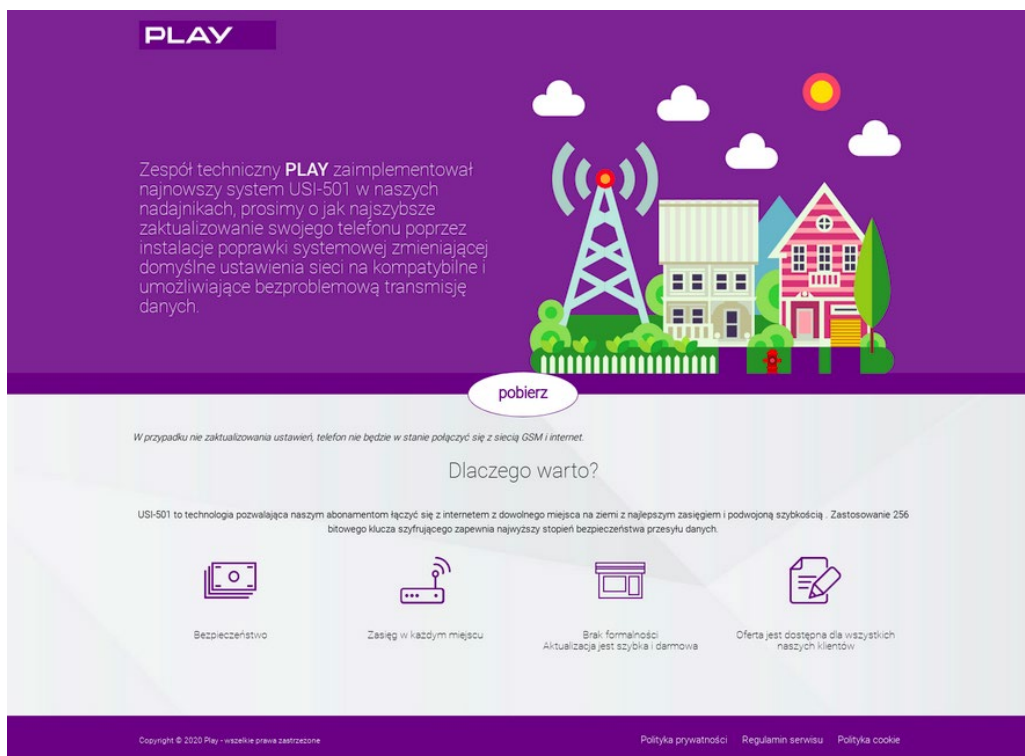 PLAY
Zespół techniczny PLAY zaimplementował
najnowszy system USI-501 w naszych
nadajnikach, prosimy o jak najszybsze
zaktualizowanie swojego telefonu poprzez
instalacje poprawki systemowej zmieniającej
domyślne ustawienia sieci na kompatybilne i
umożliwiające bezproblemową transmisję
danych.
pobierz
W przypadku nie zaktualizowania ustawień, telefon nie będzie w stanie połączyć się z siecią GSM i internet.
Dlaczego warto?
USI-501 to technologia pozwalająca naszym abonamentom łączyć się z internetem z dowolnego miejsca na ziemi z najlepszym zasięgiem i podwojoną szybkością . Zastosowanie 256
bitowego klucza szyfrującego zapewnia najwyższy stopień bezpieczeństwa przesyłu danych.
Bezpieczeństwo
Zasięg w każdym miejscu
Brak formalności
Aktualizacja jest szybka i darmowa
Oferta jest dostępna dla wszystkich
naszych klientów
Copyright © 2020 Play - wszelkie prawa zastrzeżone
Polityka prywatności Regulamin serwisu Polityka cookie